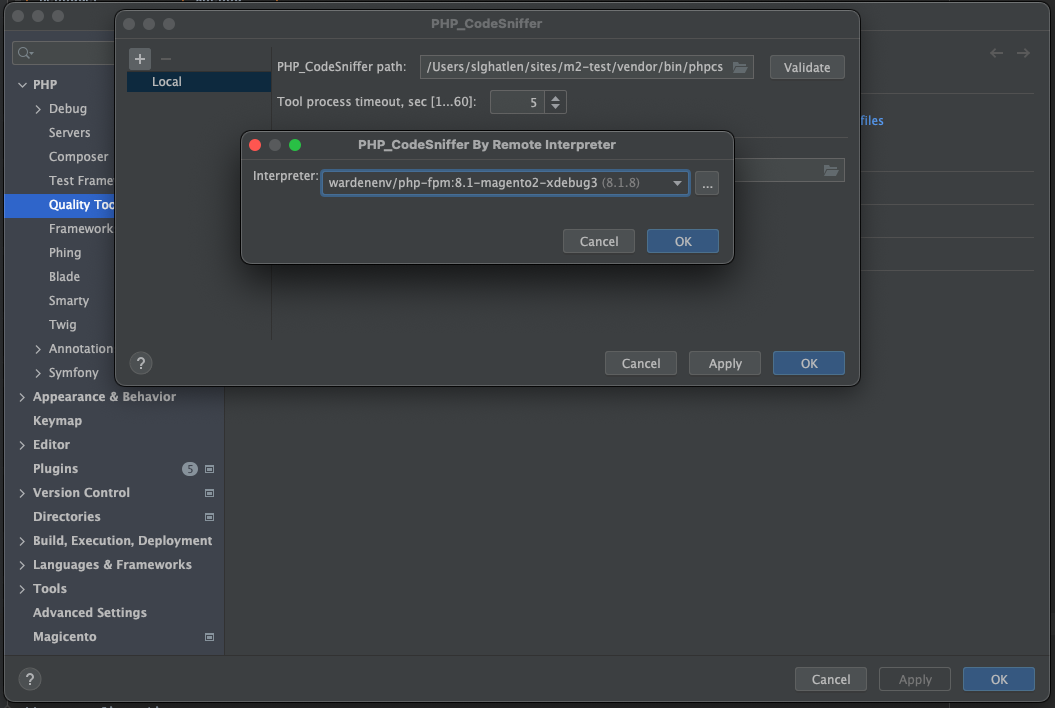 PHP_CodeSniffer
PHP
Debug
Servers
Composer
Test Frame
Quality Too
Framework
Phing
Blade
Smarty
Twig
Annotation
Symfony
Appearance & Behavior
Keymap
Editor
Plugins 5
Version Control
Directories
Build, Execution, Deployment
Languages & Frameworks
Tools
Advanced Settings
Magicento
+ −
Local
PHP_CodeSniffer path: /Users/slghatlen/sites/m2-test/vendor/bin/phpcs Validate
Tool process timeout, sec [1...60]: 5
files
PHP_CodeSniffer By Remote Interpreter
Interpreter: wardenenv/php-fpm:8.1-magento2-xdebug3 (8.1.8) ...
Cancel OK
? Cancel Apply OK
? Cancel Apply OK